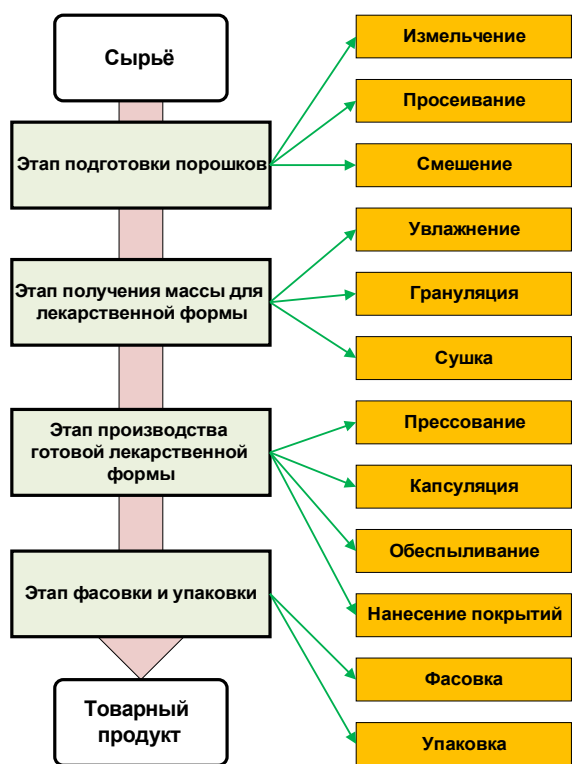 Сырьё
Этап подготовки порошков
Измельчение
Просеивание
Смешение
Этап получения массы для
лекарственной формы
Увлажнение
Грануляция
Сушка
Этап производства
готовой лекарственной
формы
Прессование
Капсуляция
Обеспыливание
Нанесение покрытий
Этап фасовки и упаковки
Фасовка
Упаковка
Товарный
продукт